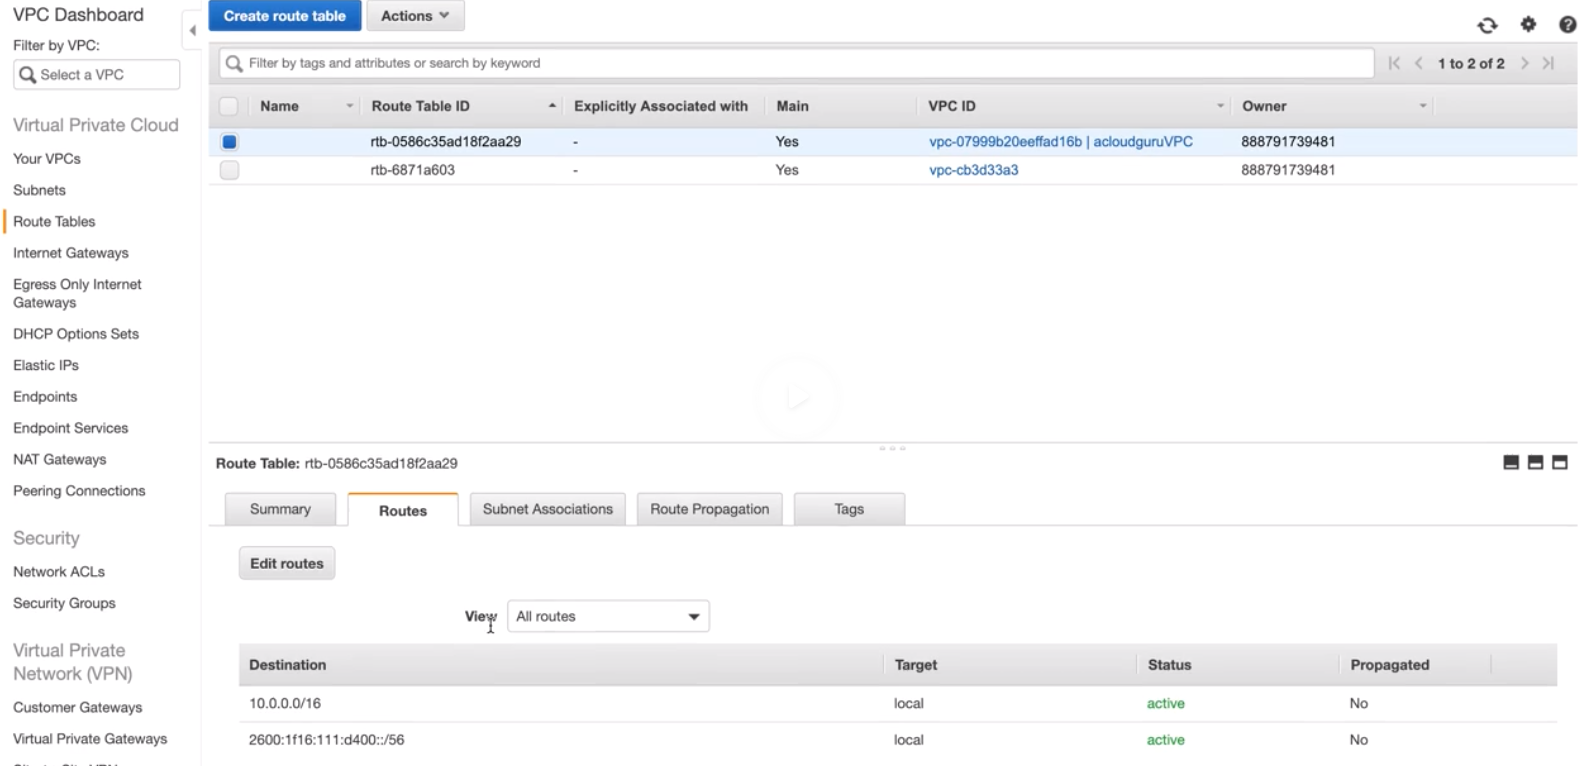 VPC Dashboard
Filter by VPC:
Select a VPC
Virtual Private Cloud
Your VPCs
Subnets
Route Tables
Internet Gateways
Egress Only Internet
Gateways
DHCP Options Sets
Elastic IPs
Endpoints
Endpoint Services
NAT Gateways
Peering Connections
Security
Network ACLs
Security Groups
Virtual Private
Network (VPN)
Customer Gateways
Virtual Private Gateways
Create route table Actions
Filter by tags and attributes or search by keyword 1 to 2 of 2
Name Route Table ID Explicitly Associated with Main VPC ID Owner
rtb-0586c35ad18f2aa29 - Yes vpc-07999b20eeffad16b | acloudguruVPC 888791739481
rtb-6871a603 - Yes vpc-cb3d33a3 888791739481
Route Table: rtb-0586c35ad18f2aa29
Summary Routes Subnet Associations Route Propagation Tags
Edit routes
View All routes
Destination Target Status Propagated
10.0.0.0/16 local active No
2600:1f16:111:d400::/56 local active No